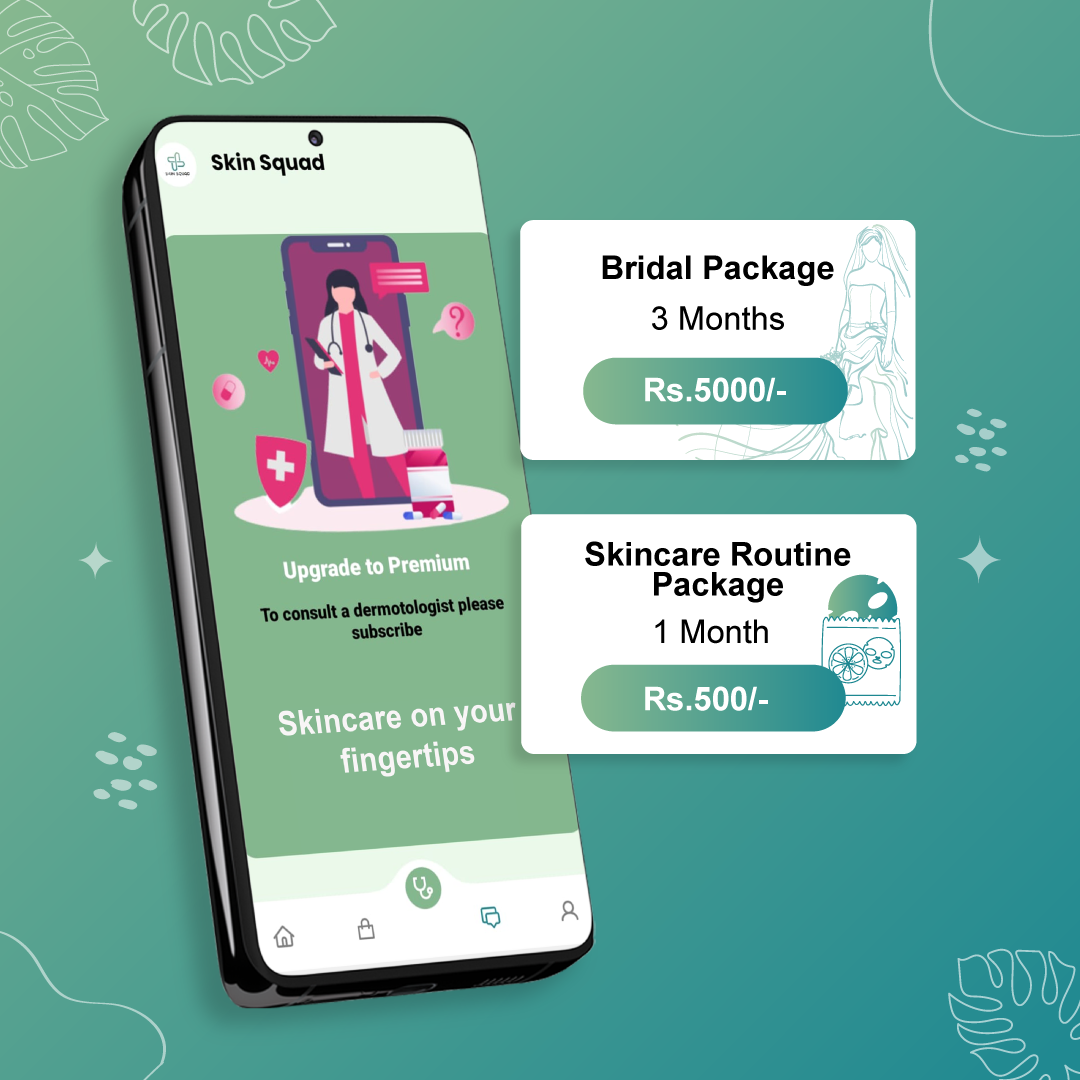 SKIN SQUAD
Skin Squad
Upgrade to Premium
To consult a dermotologist please
subscribe
Skincare on your
fingertips
Bridal Package
3 Months
Rs.5000/-
Skincare Routine
Package
1 Month
Rs.500/-